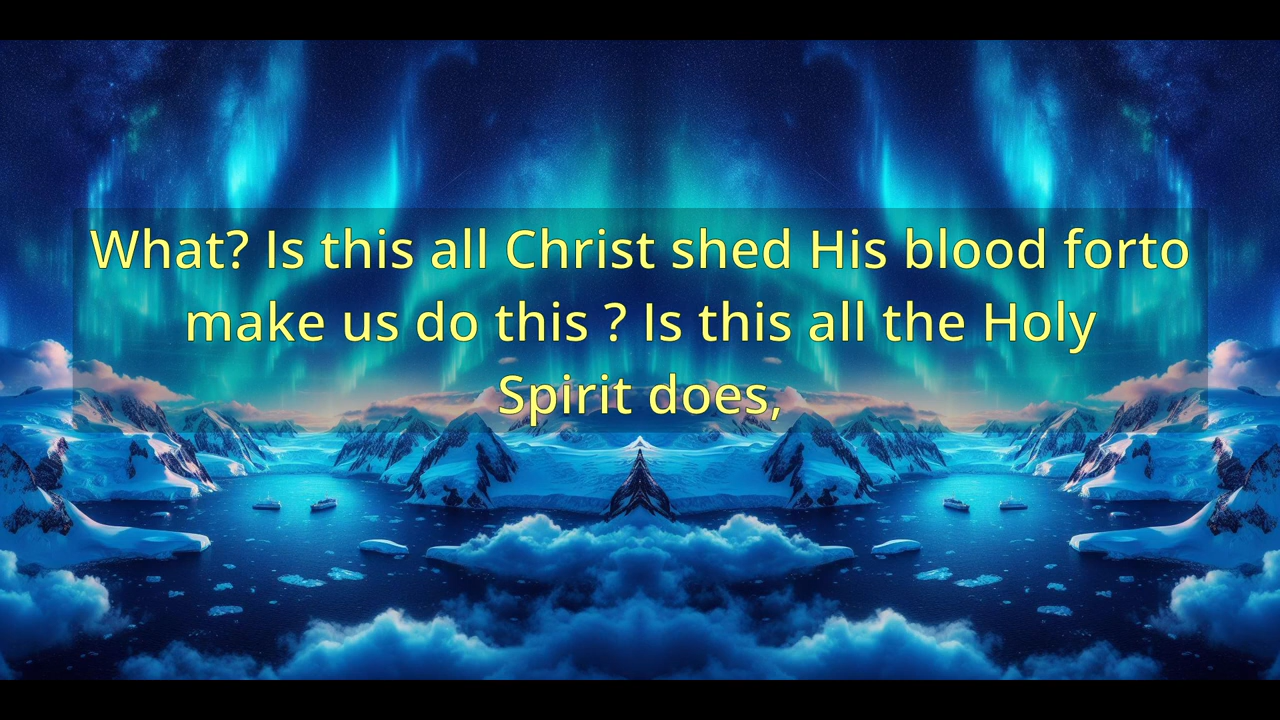 What? Is this all Christ shed His blood forto
make us do this ? Is this all the Holy
Spirit does,